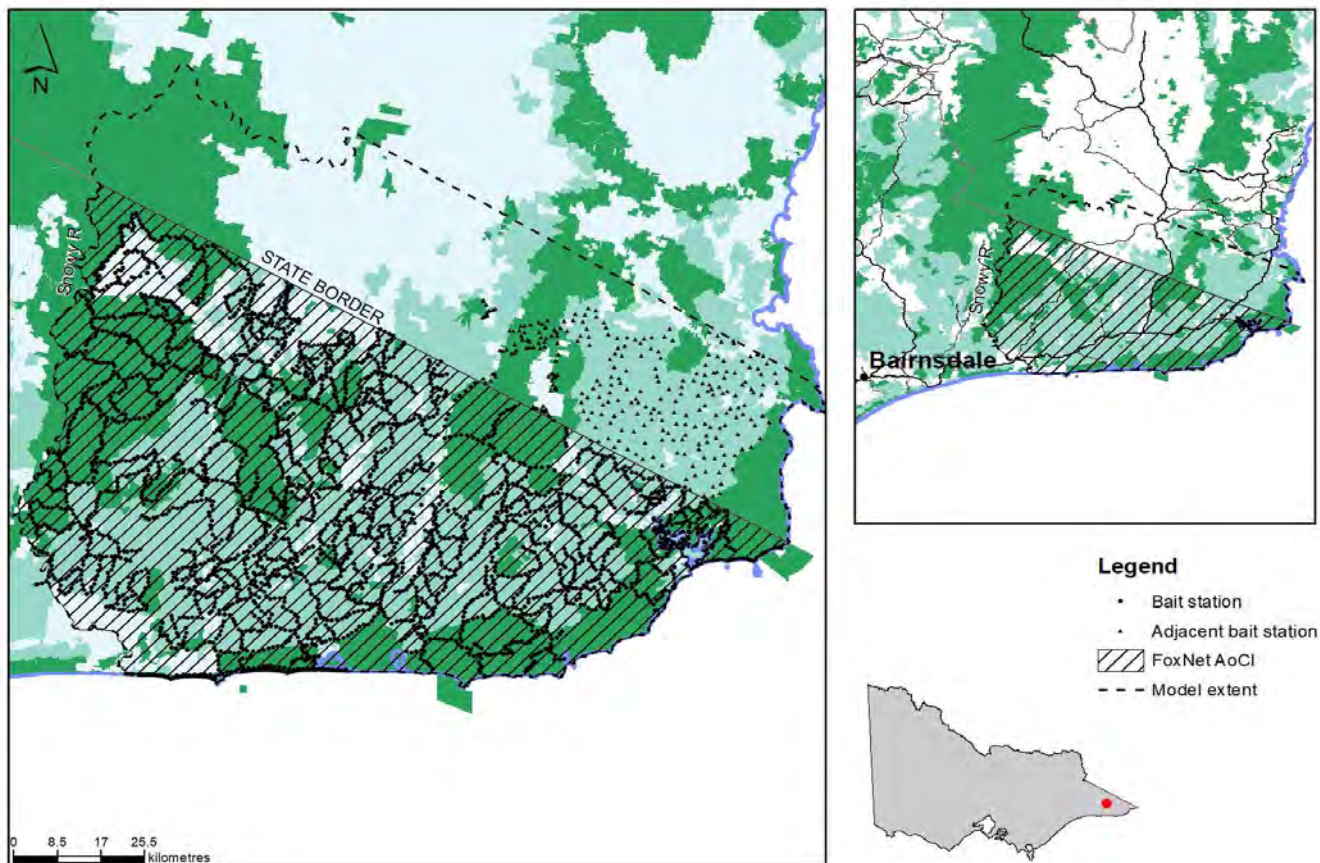 N
Snowy R
STATE BORDER
0 8.5 17 25.5
kilometres
Snowy R
Bairnsdale
Legend
Bait station
Adjacent bait station
FoxNet AoCI
Model extent